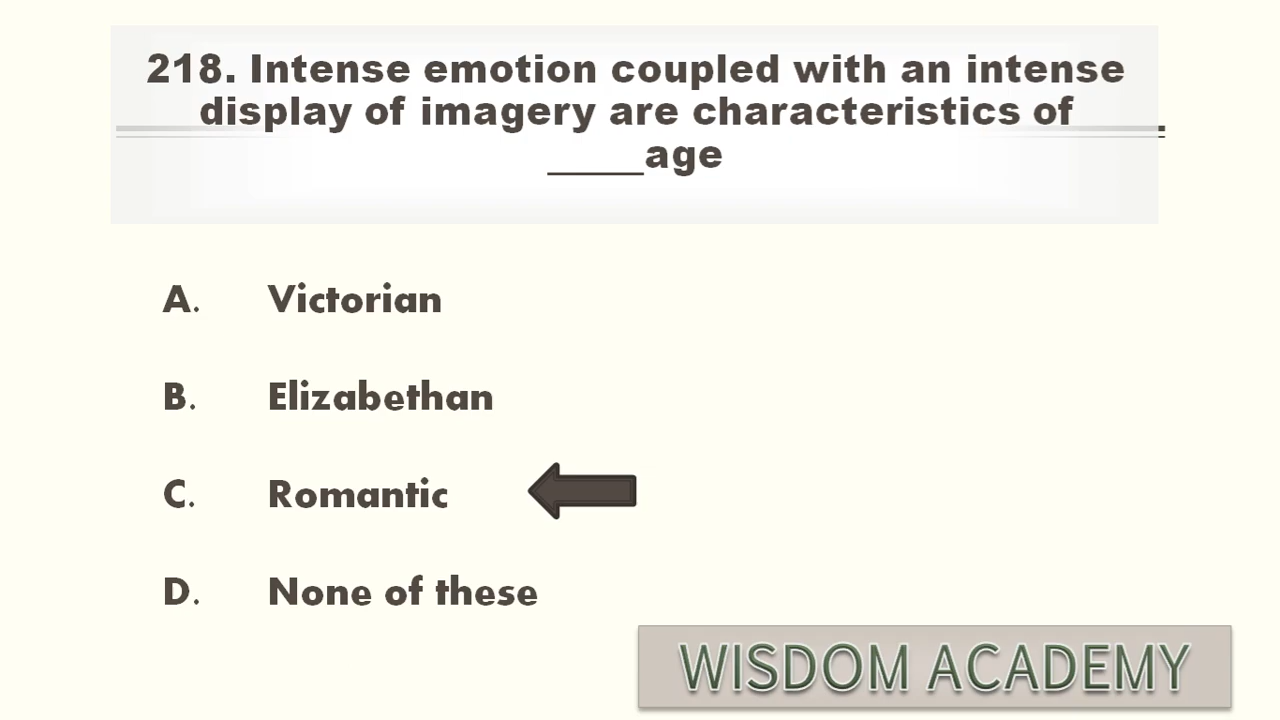 218. Intense emotion coupled with an intense
display of imagery are characteristics of
_____age
A. Victorian
B. Elizabethan
C. Romantic
D. None of these
WISDOM ACADEMY